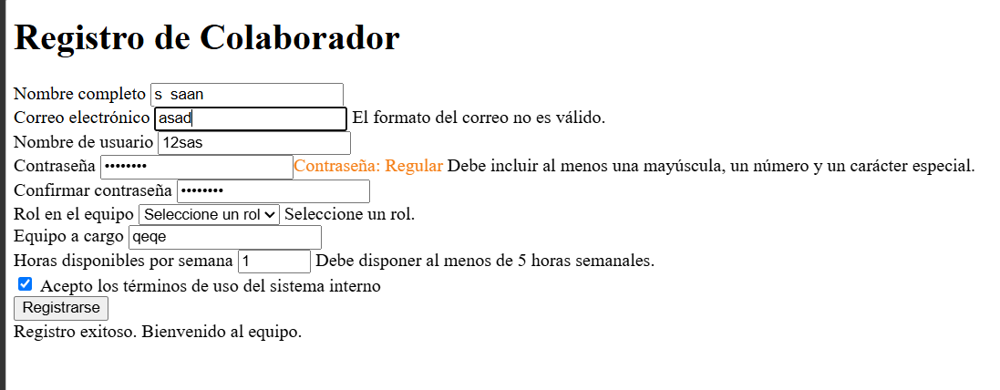 Registro de Colaborador
Nombre completo s saan
Correo electrónico asad El formato del correo no es válido.
Nombre de usuario 12sas
Contraseña •••••••• Contraseña: Regular Debe incluir al menos una mayúscula, un número y un carácter especial.
Confirmar contraseña ••••••••
Rol en el equipo Seleccione un rol Seleccione un rol.
Equipo a cargo qeqe
Horas disponibles por semana 1 Debe disponer al menos de 5 horas semanales.
Acepto los términos de uso del sistema interno
Registrarse
Registro exitoso. Bienvenido al equipo.